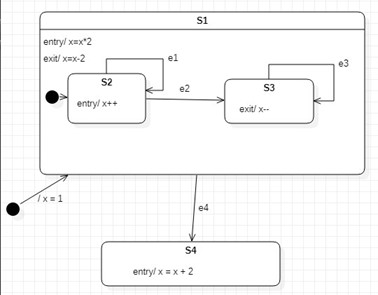 S1
entry/ x=x*2
exit/ x=x-2
e1
S2
entry/ x++
e2
e3
S3
exit/ x--
/ x = 1
e4
S4
entry/ x = x + 2